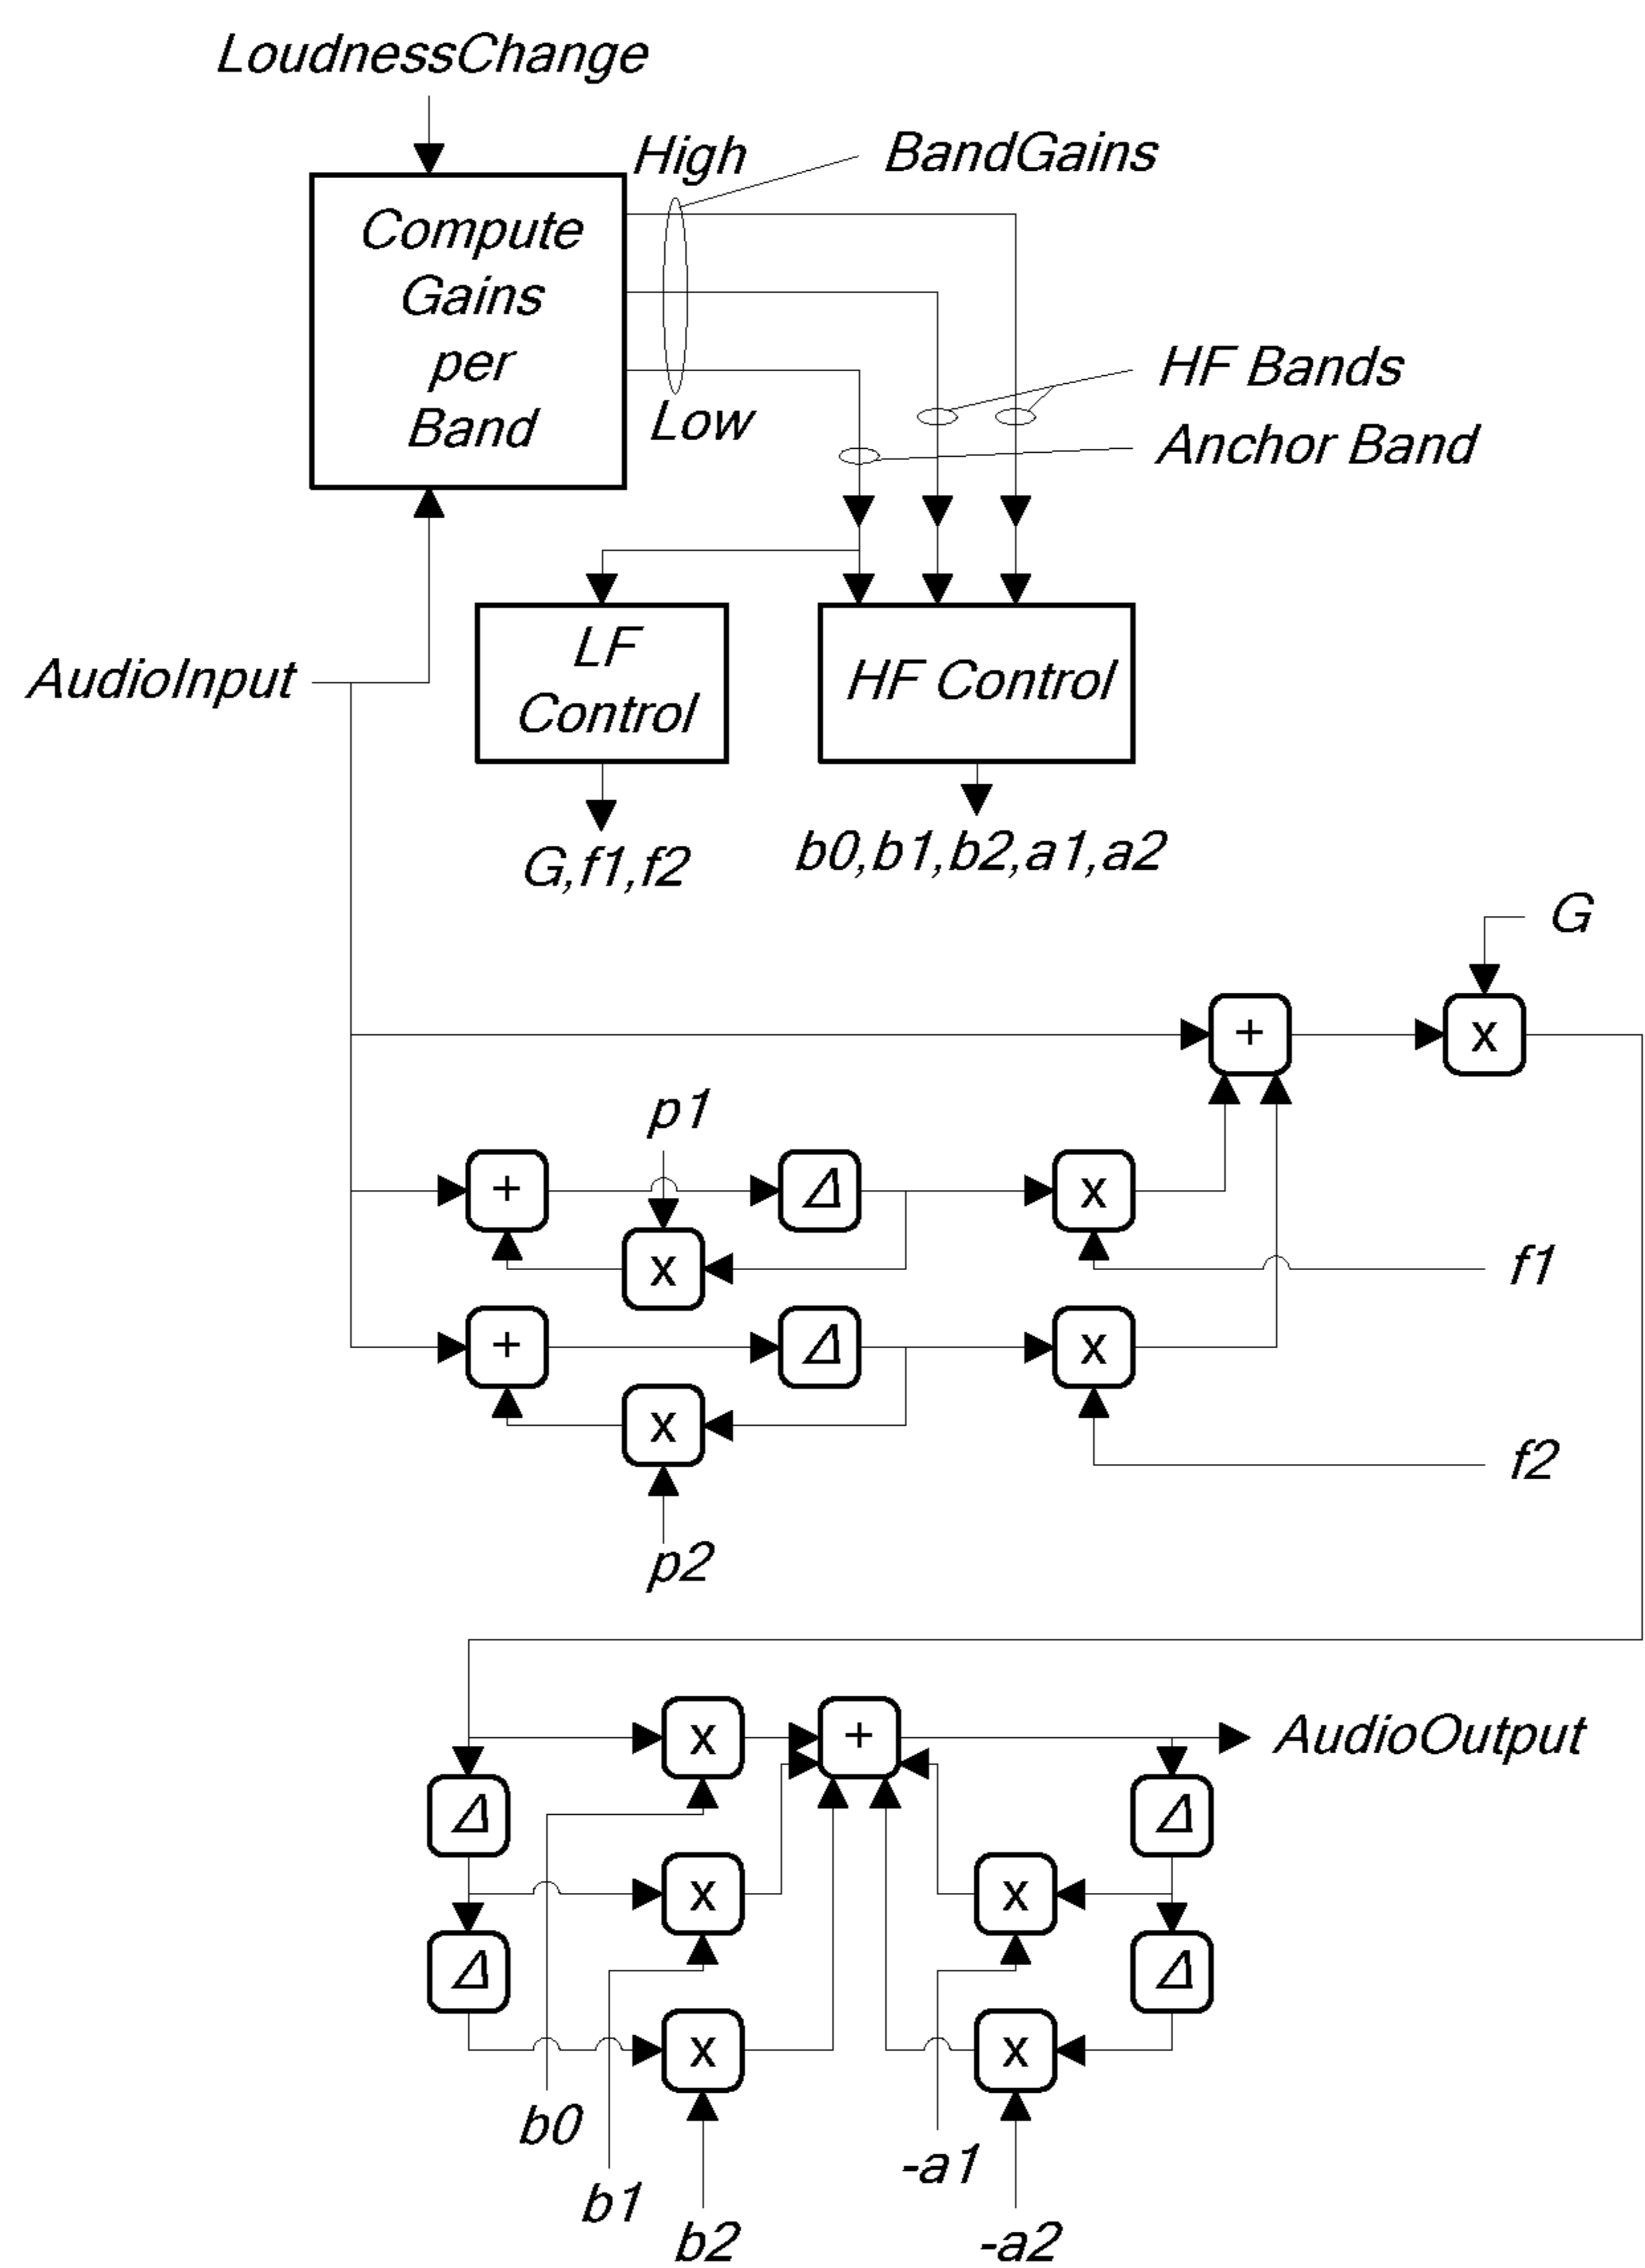 LoudnessChange
High
BandGains
Compute
Gains
per
Band
HF Bands
Low
Anchor Band
AudioInput
LF
Control
HF Control
G,f1,f2
b0,b1,b2,a1,a2
G
+
x
p1
+
Δ
x
x
f1
+
Δ
x
x
f2
p2
x
+
AudioOutput
Δ
Δ
x
x
Δ
Δ
x
x
b0
-a1
b1
b2
-a2